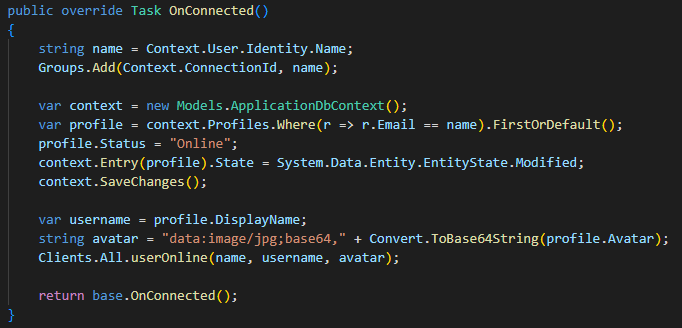 public override Task OnConnected()
{
string name = Context.User.Identity.Name;
Groups.Add(Context.ConnectionId, name);
var context = new Models.ApplicationDbContext();
var profile = context.Profiles.Where(r => r.Email == name).FirstOrDefault();
profile.Status = "Online";
context.Entry(profile).State = System.Data.Entity.EntityState.Modified;
context.SaveChanges();
var username = profile.DisplayName;
string avatar = "data:image/jpg;base64," + Convert.ToBase64String(profile.Avatar);
Clients.All.userOnline(name, username, avatar);
return base.OnConnected();
}